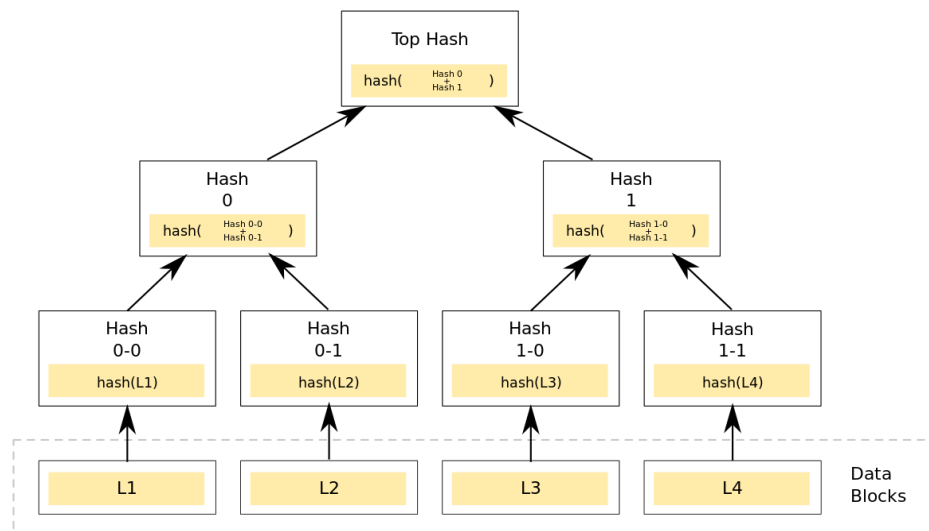 Top Hash
hash( Hash 0 + Hash 1 )
Hash
0
hash( Hash 0-0 + Hash 0-1 )
Hash
1
hash( Hash 1-0 + Hash 1-1 )
Hash
0-0
hash(L1)
Hash
0-1
hash(L2)
Hash
1-0
hash(L3)
Hash
1-1
hash(L4)
L1
L2
L3
L4
Data
Blocks